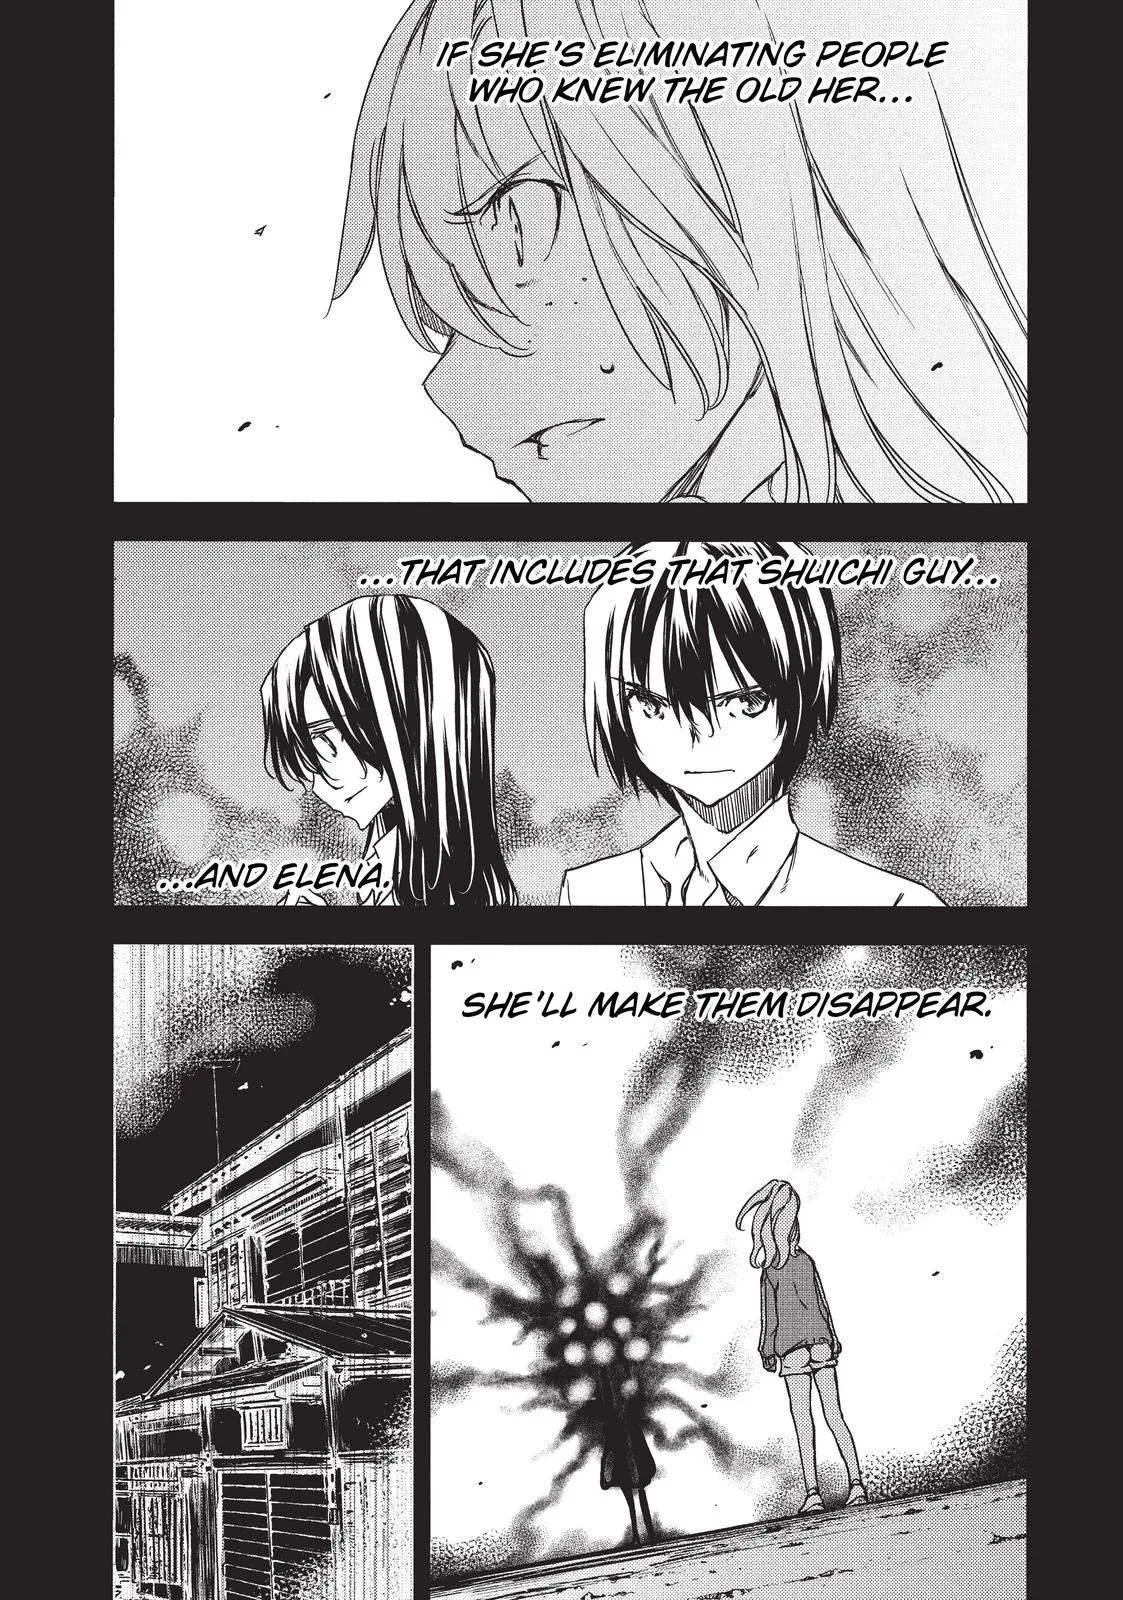 IF SHE'S ELIMINATING PEOPLE
WHO KNEW THE OLD HER...
...THAT INCLUDES THAT SHUICHI GUY...
...AND ELENA.
SHE'LL MAKE THEM DISAPPEAR.